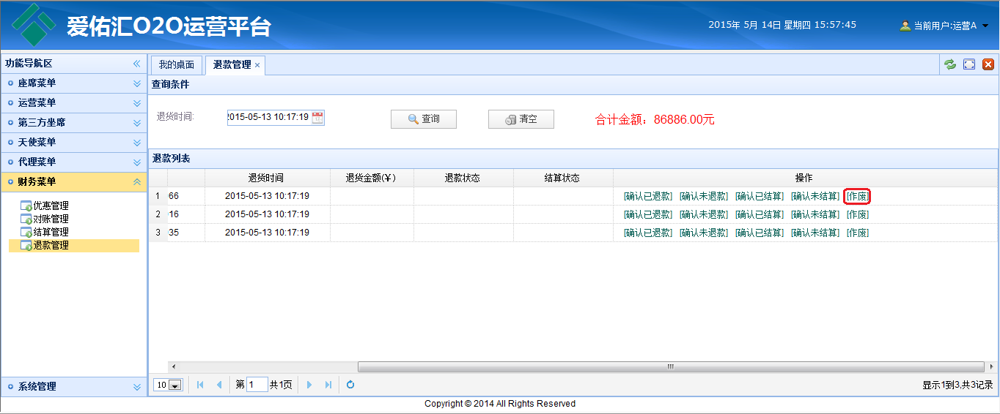 爱佑汇O2O运营平台
2015年 5月 14日 星期四 15:57:45
当前用户:运营A
功能导航区
座席菜单
运营菜单
第三方坐席
天使菜单
代理菜单
财务菜单
优惠管理
对账管理
结算管理
退款管理
系统管理
我的桌面 退款管理
查询条件
退货时间: 2015-05-13 10:17:19 查询 清空 合计金额：86886.00元
退款列表
退货时间 退货金额(￥) 退款状态 结算状态 操作
1 66 2015-05-13 10:17:19 [确认已退款] [确认未退款] [确认已结算] [确认未结算] [作废]
2 16 2015-05-13 10:17:19 [确认已退款] [确认未退款] [确认已结算] [确认未结算] [作废]
3 35 2015-05-13 10:17:19 [确认已退款] [确认未退款] [确认已结算] [确认未结算] [作废]
10 第 1 共1页 显示1到3,共3记录
Copyright © 2014 All Rights Reserved